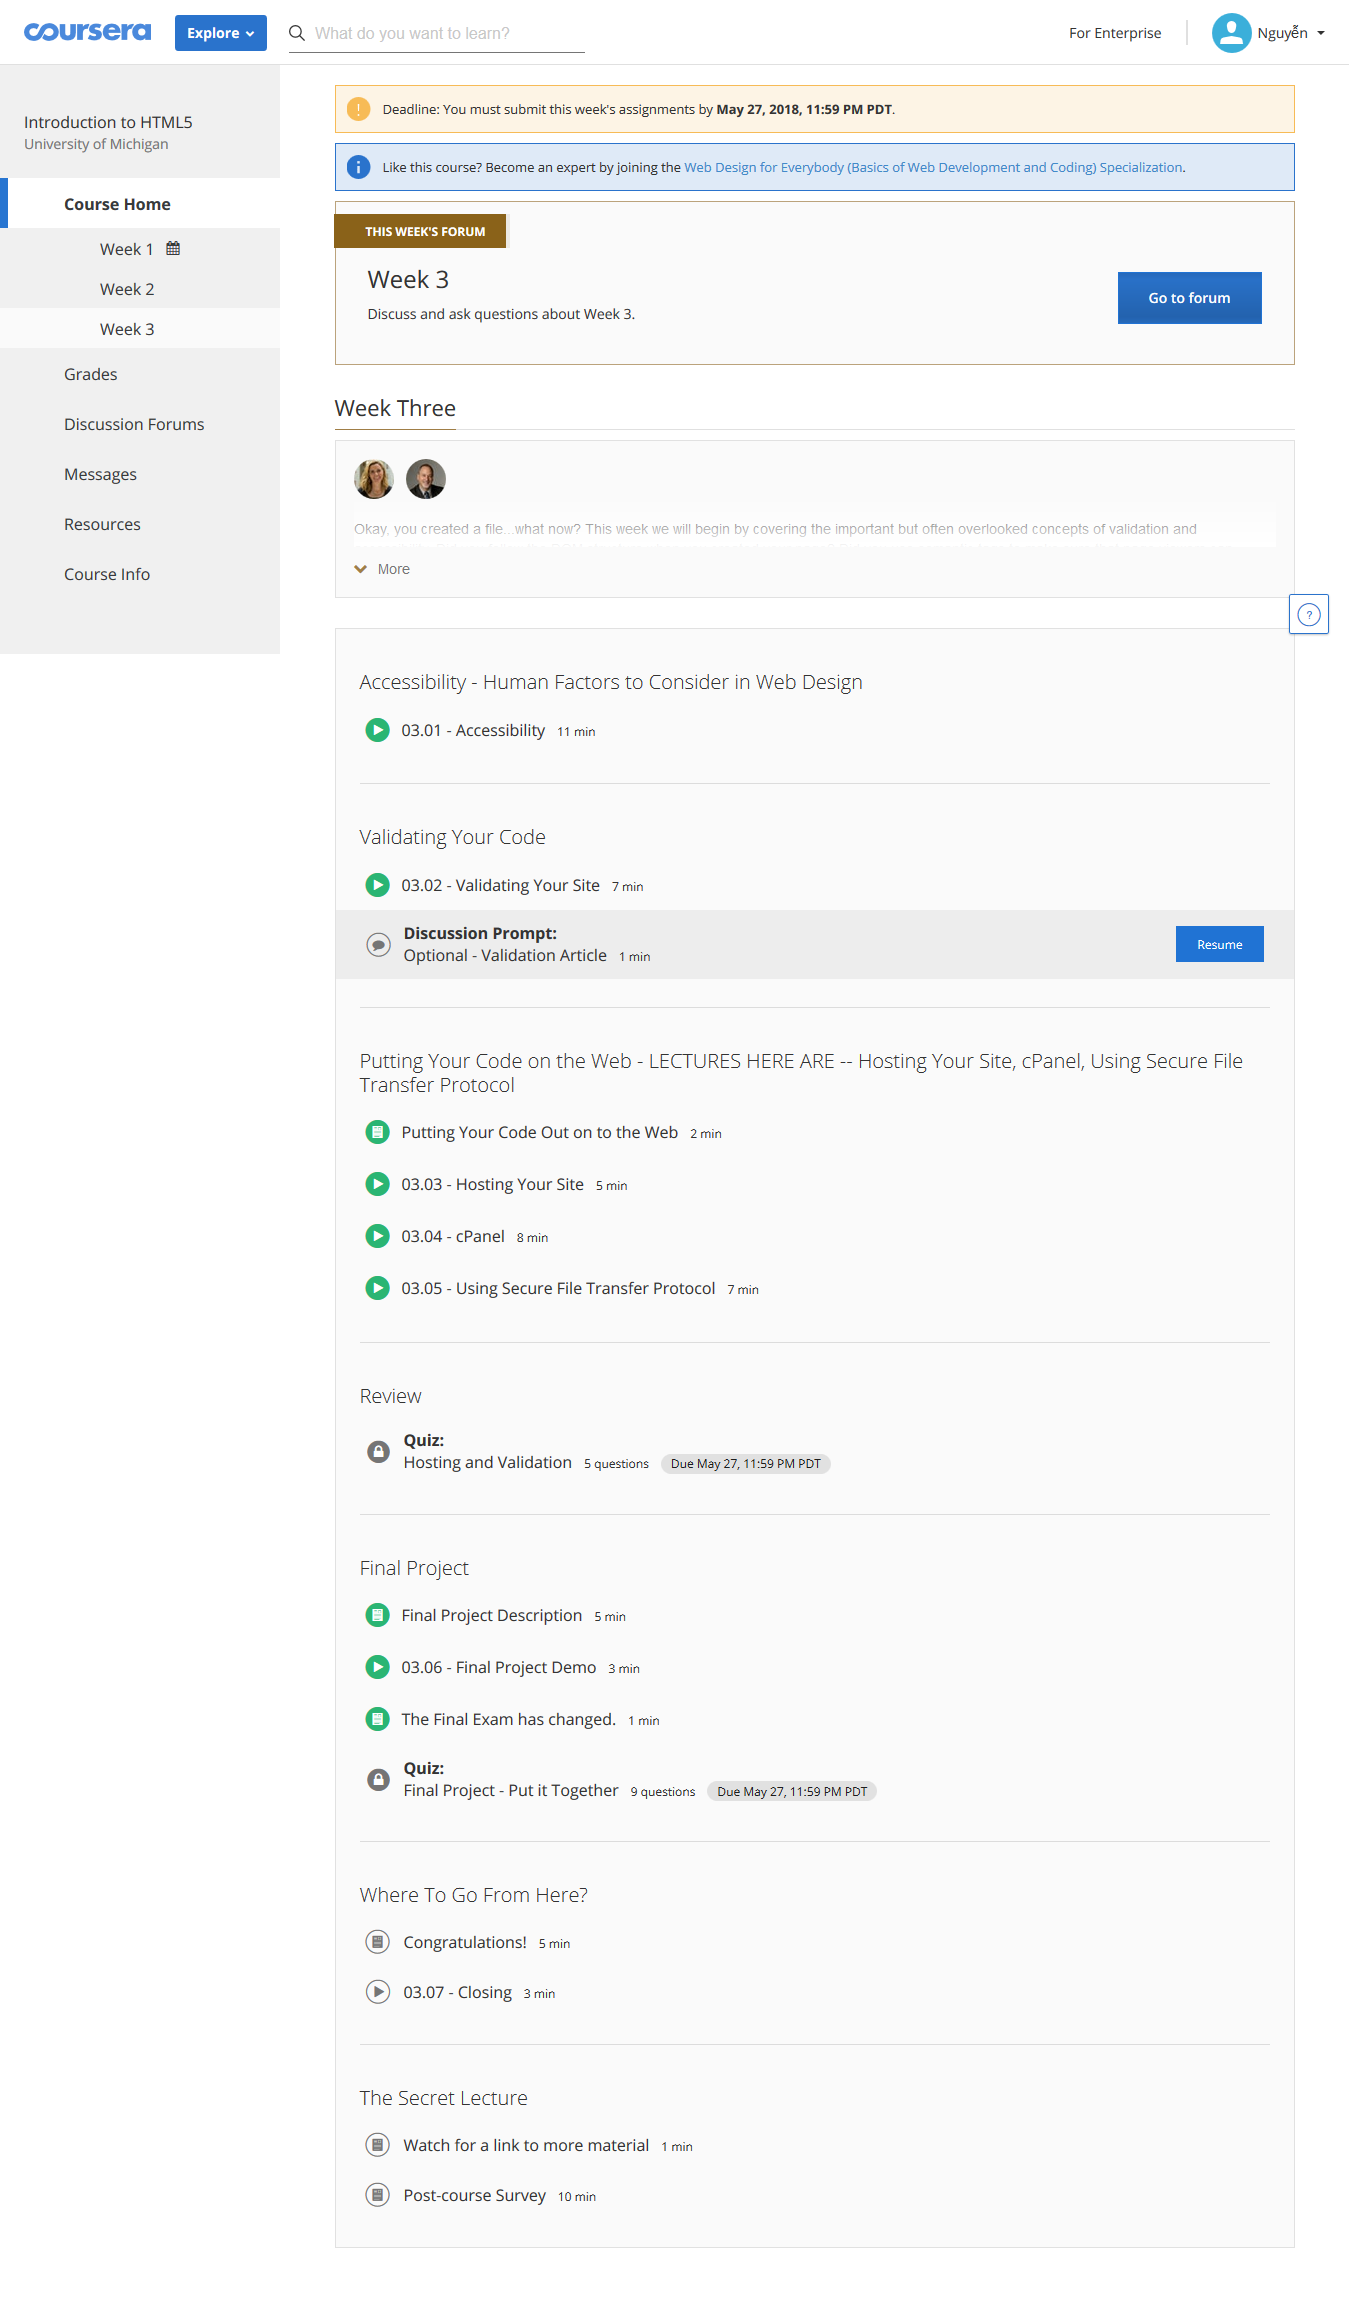 coursera
Explore
What do you want to learn?
For Enterprise
Nguyễn
Introduction to HTML5
University of Michigan
Course Home
Week 1
Week 2
Week 3
Grades
Discussion Forums
Messages
Resources
Course Info
Deadline: You must submit this week's assignments by May 27, 2018, 11:59 PM PDT.
Like this course? Become an expert by joining the Web Design for Everybody (Basics of Web Development and Coding) Specialization.
THIS WEEK'S FORUM
Week 3
Discuss and ask questions about Week 3.
Go to forum
Week Three
Okay, you created a file...what now? This week we will begin by covering the important but often overlooked concepts of validation and
More
?
Accessibility - Human Factors to Consider in Web Design
03.01 - Accessibility 11 min
Validating Your Code
03.02 - Validating Your Site 7 min
Discussion Prompt:
Optional - Validation Article 1 min
Resume
Putting Your Code on the Web - LECTURES HERE ARE -- Hosting Your Site, cPanel, Using Secure File
Transfer Protocol
Putting Your Code Out on to the Web 2 min
03.03 - Hosting Your Site 5 min
03.04 - cPanel 8 min
03.05 - Using Secure File Transfer Protocol 7 min
Review
Quiz:
Hosting and Validation 5 questions Due May 27, 11:59 PM PDT
Final Project
Final Project Description 5 min
03.06 - Final Project Demo 3 min
The Final Exam has changed. 1 min
Quiz:
Final Project - Put it Together 9 questions Due May 27, 11:59 PM PDT
Where To Go From Here?
Congratulations! 5 min
03.07 - Closing 3 min
The Secret Lecture
Watch for a link to more material 1 min
Post-course Survey 10 min